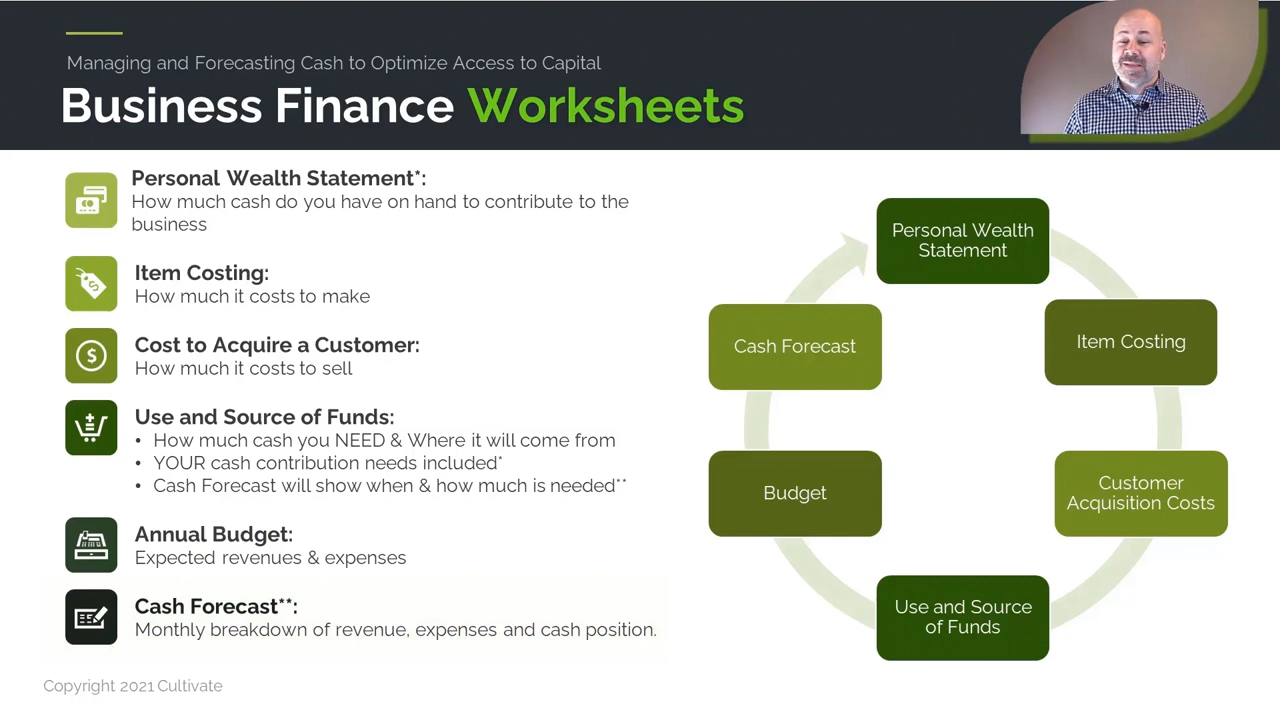 Managing and Forecasting Cash to Optimize Access to Capital
Business Finance Worksheets
Personal Wealth Statement*:
How much cash do you have on hand to contribute to the
business
Item Costing:
How much it costs to make
Cost to Acquire a Customer:
How much it costs to sell
Use and Source of Funds:
• How much cash you NEED & Where it will come from
• YOUR cash contribution needs included*
• Cash Forecast will show when & how much is needed**
Annual Budget:
Expected revenues & expenses
Cash Forecast**:
Monthly breakdown of revenue, expenses and cash position.
Personal Wealth
Statement
Item Costing
Customer
Acquisition Costs
Use and Source
of Funds
Budget
Cash Forecast
Copyright 2021 Cultivate